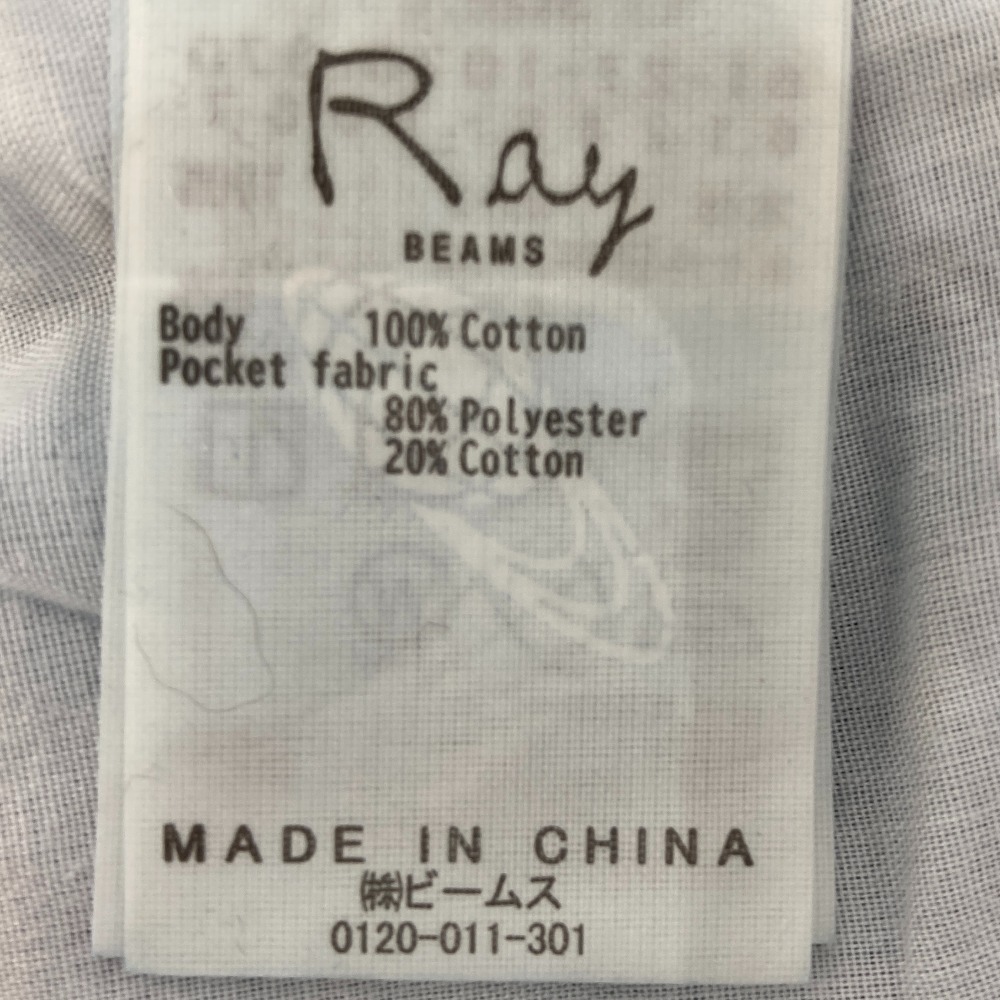 Ray
BEAMS
Body 100% Cotton
Pocket fabric
80% Polyester
20% Cotton
MADE IN CHINA
㈱ビームス
0120-011-301